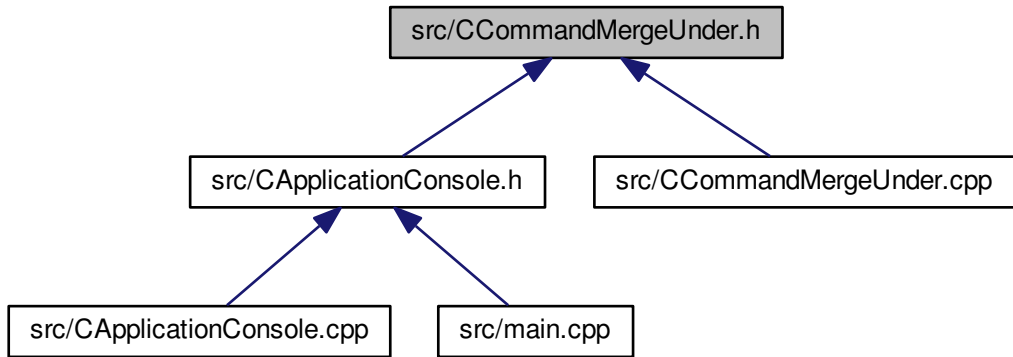 src/CCommandMergeUnder.h
src/CApplicationConsole.h
src/CCommandMergeUnder.cpp
src/CApplicationConsole.cpp
src/main.cpp